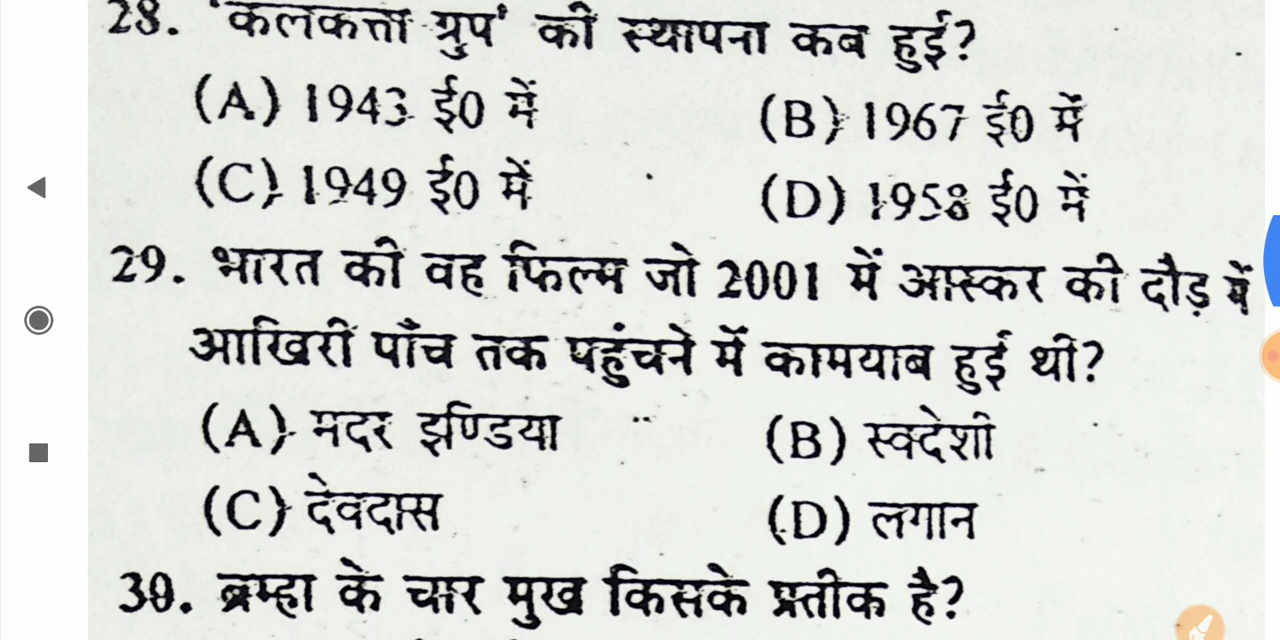 28. 'कलकत्ता ग्रुप' की स्थापना कब हुई?
(A) 1943 ई0 में (B) 1967 ई0 में
(C) 1949 ई0 में (D) 1958 ई0 में
29. भारत की वह फिल्म जो 2001 में आस्कर की दौड़ में
आखिरी पाँच तक पहुंचने में कामयाब हुई थी?
(A) मदर इण्डिया (B) स्वदेशी
(C) देवदास (D) लगान
30. ब्रम्हा के चार मुख किसके प्रतीक है?